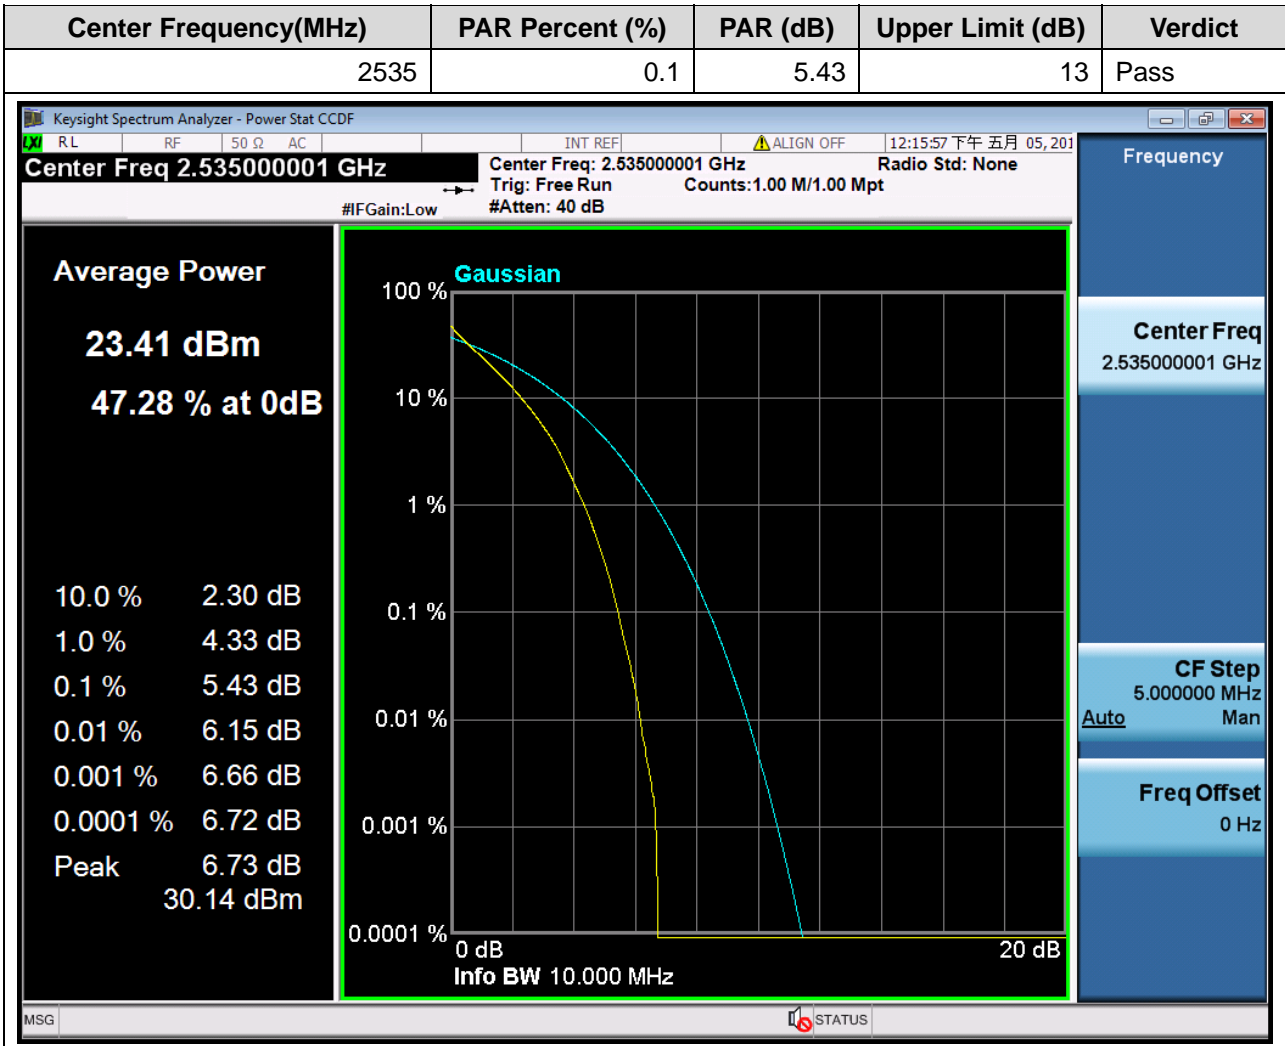 Center Frequency(MHz) PAR Percent (%) PAR (dB) Upper Limit (dB) Verdict
2535 0.1 5.43 13 Pass
Keysight Spectrum Analyzer - Power Stat CCDF
LXI RL RF 50 Ω AC INT REF ALIGN OFF 12:15:57 下午 五月 05, 201
Center Freq 2.535000001 GHz
Center Freq: 2.535000001 GHz Radio Std: None
Trig: Free Run Counts:1.00 M/1.00 Mpt
#IFGain:Low #Atten: 40 dB
Average Power
23.41 dBm
47.28 % at 0dB
10.0 % 2.30 dB
1.0 % 4.33 dB
0.1 % 5.43 dB
0.01 % 6.15 dB
0.001 % 6.66 dB
0.0001 % 6.72 dB
Peak 6.73 dB
30.14 dBm
Gaussian
100 %
10 %
1 %
0.1 %
0.01 %
0.001 %
0.0001 %
0 dB 20 dB
Info BW 10.000 MHz
Frequency
Center Freq
2.535000001 GHz
CF Step
5.000000 MHz
Auto Man
Freq Offset
0 Hz
MSG STATUS